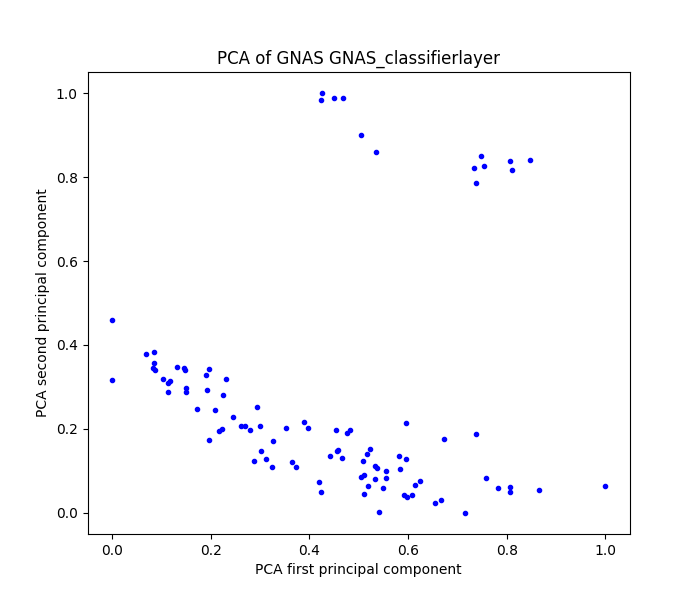 PCA of GNAS GNAS_classifierlayer
1.0
0.8
0.6
0.4
0.2
0.0
PCA second principal component
0.0 0.2 0.4 0.6 0.8 1.0
PCA first principal component